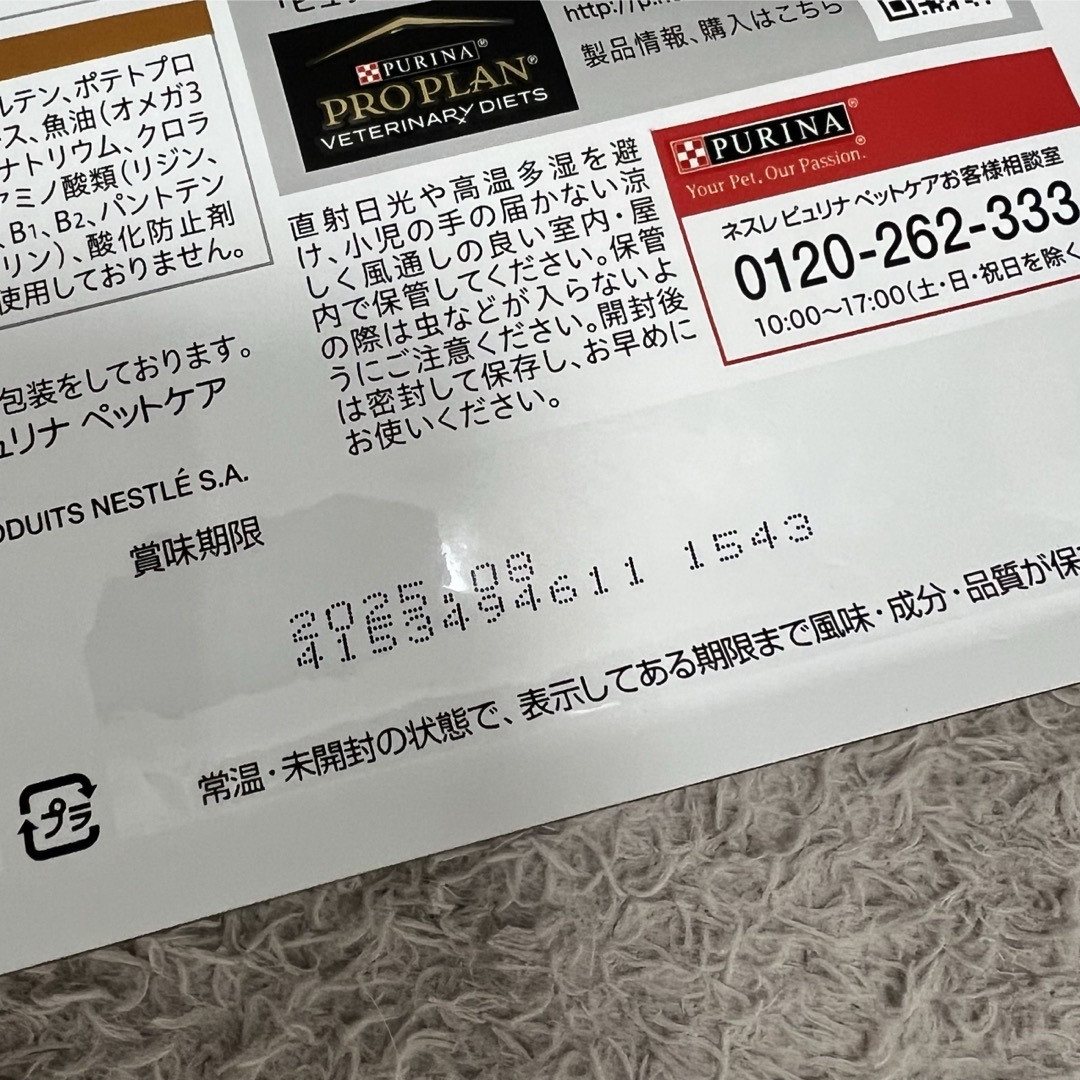 ルテン、ポテトプロ
ス、魚油(オメガ3
ナトリウム、クロラ
アミノ酸類(リジン、
、B1、B2、パントテン
リン)、酸化防止剤
使用しておりません。
包装をしております。
ュリナ ペットケア
ODUITS NESTLÉ S.A.
PURINA®
PRO PLAN®
VETERINARY DIETS
http://p.n
製品情報、購入はこちら
直射日光や高温多湿を避
け、小児の手の届かない涼
しく風通しの良い室内・屋
内で保管してください。保管
の際は虫などが入らないよ
うにご注意ください。開封後
は密封して保存し、お早めに
お使いください。
PURINA®
Your Pet, Our Passion.®
ネスレ ピュリナ ペットケアお客様相談室
0120-262-333
10:00〜17:00(土・日・祝日を除く
賞味期限
2025.08
4153494611 1543
常温・未開封の状態で、表示してある期限まで風味・成分・品質が保
プラ